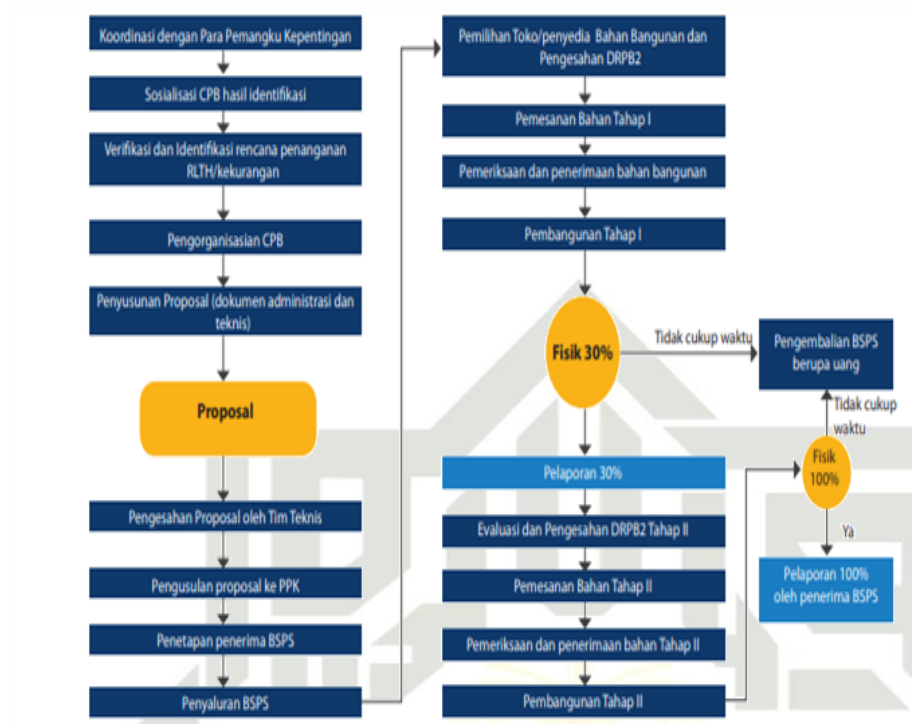 Koordinasi dengan Para Pemangku Kepentingan
Sosialisasi CPB hasil identifikasi
Verifikasi dan Identifikasi rencana penanganan
RLTH/kekurangan
Pengorganisasian CPB
Penyusunan Proposal (dokumen administrasi dan
teknis)
Proposal
Pengesahan Proposal oleh Tim Teknis
Pengusulan proposal ke PPK
Penetapan penerima BSPS
Penyaluran BSPS
Pemilihan Toko/penyedia Bahan Bangunan dan
Pengesahan DRPB2
Pemesanan Bahan Tahap I
Pemeriksaan dan penerimaan bahan bangunan
Pembangunan Tahap I
Fisik 30%
Tidak cukup waktu
Pengembalian BSPS
berupa uang
Pelaporan 30%
Evaluasi dan Pengesahan DRPB2 Tahap II
Pemesanan Bahan Tahap II
Pemeriksaan dan penerimaan bahan Tahap II
Pembangunan Tahap II
Tidak cukup
waktu
Fisik
100%
Ya
Pelaporan 100%
oleh penerima BSPS